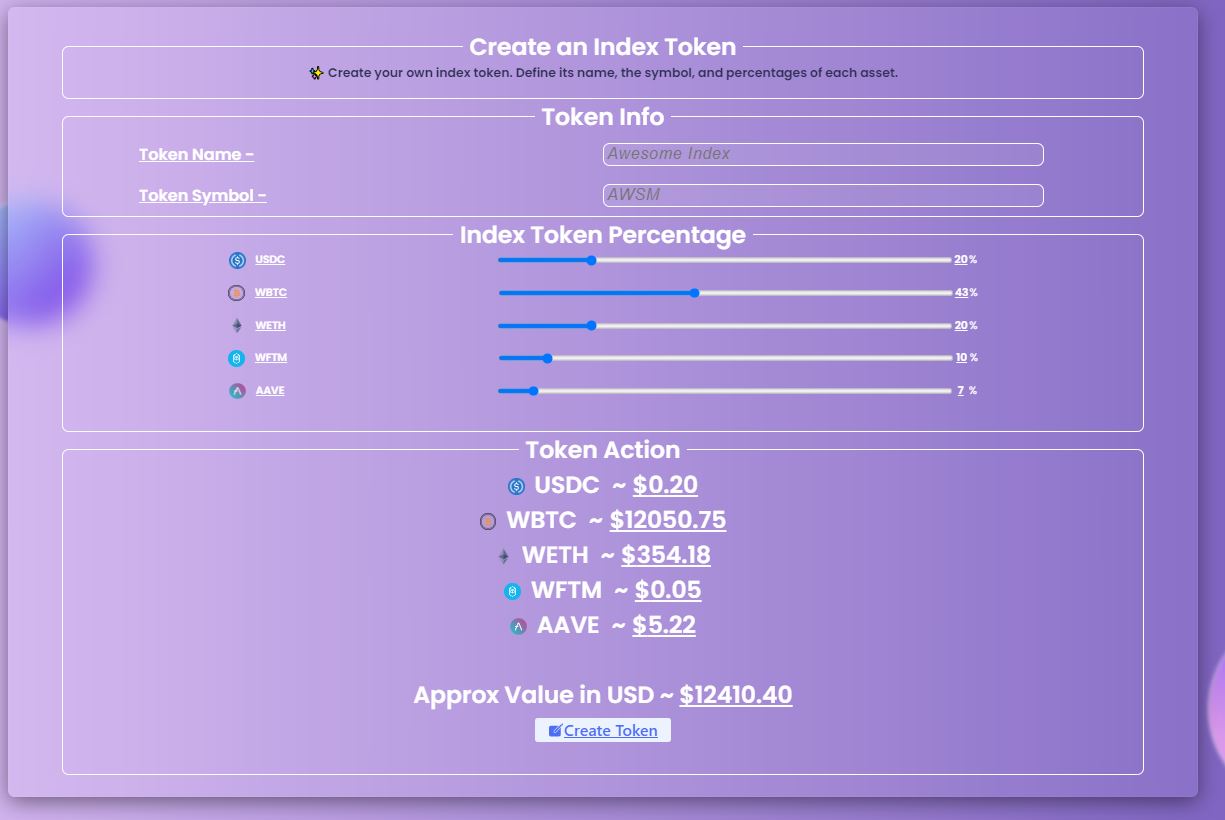 Create an Index Token
✨ Create your own index token. Define its name, the symbol, and percentages of each asset.
Token Info
Token Name - Awesome Index
Token Symbol - AWSM
Index Token Percentage
USDC 20 %
WBTC 43 %
WETH 20 %
WFTM 10 %
AAVE 7 %
Token Action
USDC ~ $0.20
WBTC ~ $12050.75
WETH ~ $354.18
WFTM ~ $0.05
AAVE ~ $5.22
Approx Value in USD ~ $12410.40
Create Token